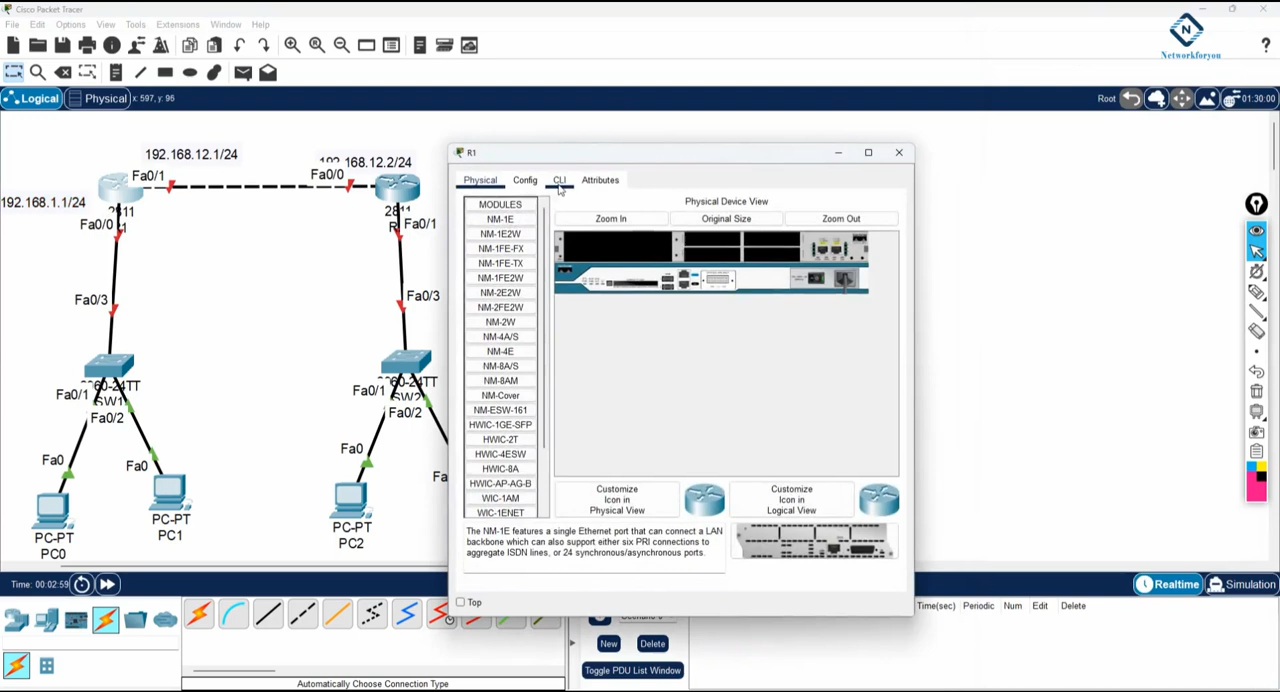 Cisco Packet Tracer
File Edit Options View Tools Extensions Window Help
N
Networkforyou
?
Logical Physical x: 597, y: 96
Root 01:30:00
192.168.12.1/24
192.168.12.2/24
Fa0/1
Fa0/0
192.168.1.1/24
2811
Fa0/0
Fa0/1
Fa0/3
Fa0/3
SW1
Fa0/1
Fa0/2
Fa0/1
Fa0/2
Fa0
Fa0
Fa0
PC-PT
PC0
PC-PT
PC1
PC-PT
PC2
R1
Physical Config CLI Attributes
MODULES
NM-1E
NM-1E2W
NM-1FE-FX
NM-1FE-TX
NM-1FE2W
NM-2E2W
NM-2FE2W
NM-2W
NM-4A/S
NM-4E
NM-8A/S
NM-8AM
NM-Cover
NM-ESW-161
HWIC-1GE-SFP
HWIC-2T
HWIC-4ESW
HWIC-8A
HWIC-AP-AG-B
WIC-1AM
WIC-1ENET
Physical Device View
Zoom In Original Size Zoom Out
Customize
Icon in
Physical View
Customize
Icon in
Logical View
The NM-1E features a single Ethernet port that can connect a LAN
backbone which can also support either six PRI connections to
aggregate ISDN lines, or 24 synchronous/asynchronous ports.
Top
Time: 00:02:59
Realtime Simulation
Time(sec) Periodic Num Edit Delete
New Delete
Toggle PDU List Window
Automatically Choose Connection Type